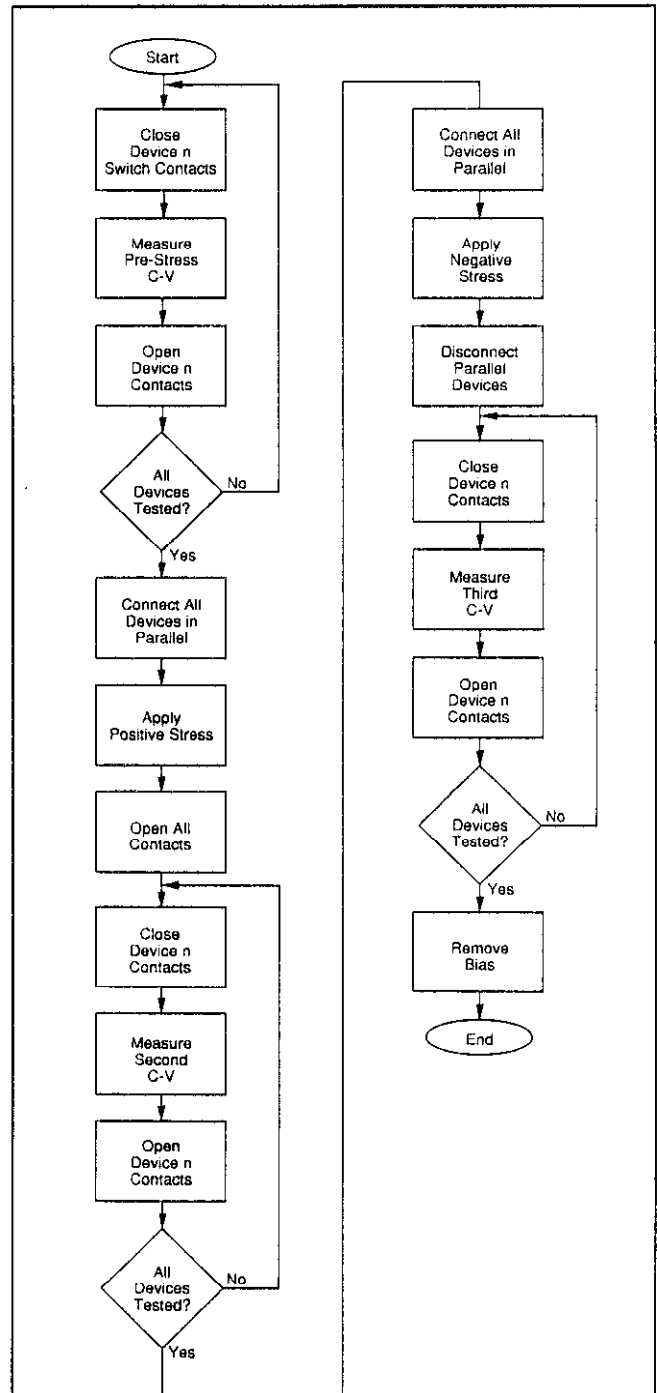 Start
Close
Device n
Switch Contacts
Measure
Pre-Stress
C-V
Open
Device n
Contacts
All
Devices
Tested?
No
Yes
Connect All
Devices in
Parallel
Apply
Positive Stress
Open All
Contacts
Close
Device n
Contacts
Measure
Second
C-V
Open
Device n
Contacts
All
Devices
Tested?
No
Yes
Connect All
Devices in
Parallel
Apply
Negative
Stress
Disconnect
Parallel
Devices
Close
Device n
Contacts
Measure
Third
C-V
Open
Device n
Contacts
All
Devices
Tested?
No
Yes
Remove
Bias
End